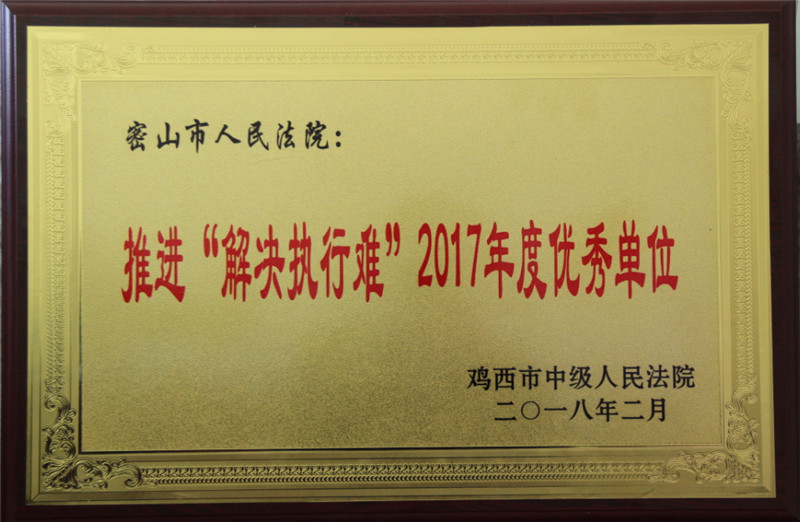 密山市人民法院：
推进“解决执行难”2017年度优秀单位
鸡西市中级人民法院
二〇一八年二月